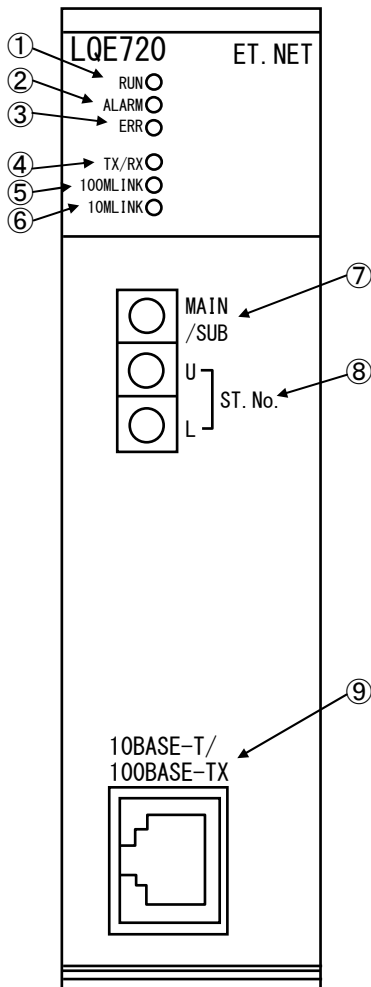 LQE720 ET.NET
① RUN
② ALARM
③ ERR
④ TX/RX
⑤ 100MLINK
⑥ 10MLINK
⑦
MAIN
/SUB
⑧
U
ST.No.
L
⑨
10BASE-T/
100BASE-TX